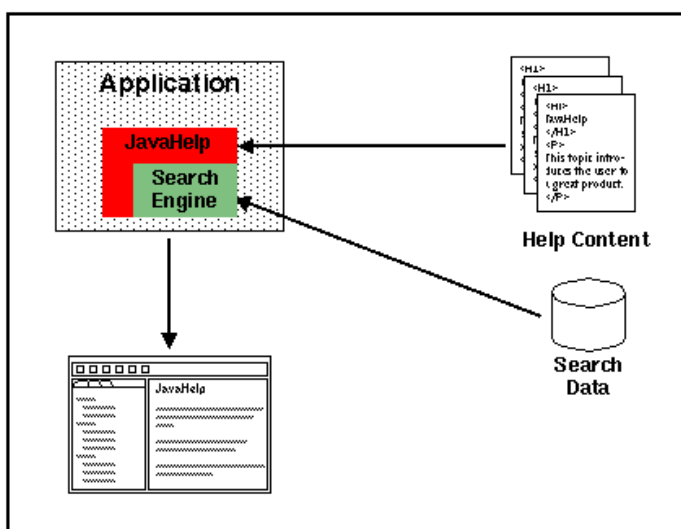 Application
JavaHelp
Search
Engine
<H1>
<H1>
<H1>
JavaHelp
</H1>
<P>
This topic intro-
duces the user to
a great product.
</P>
Help Content
Search
Data
JavaHelp